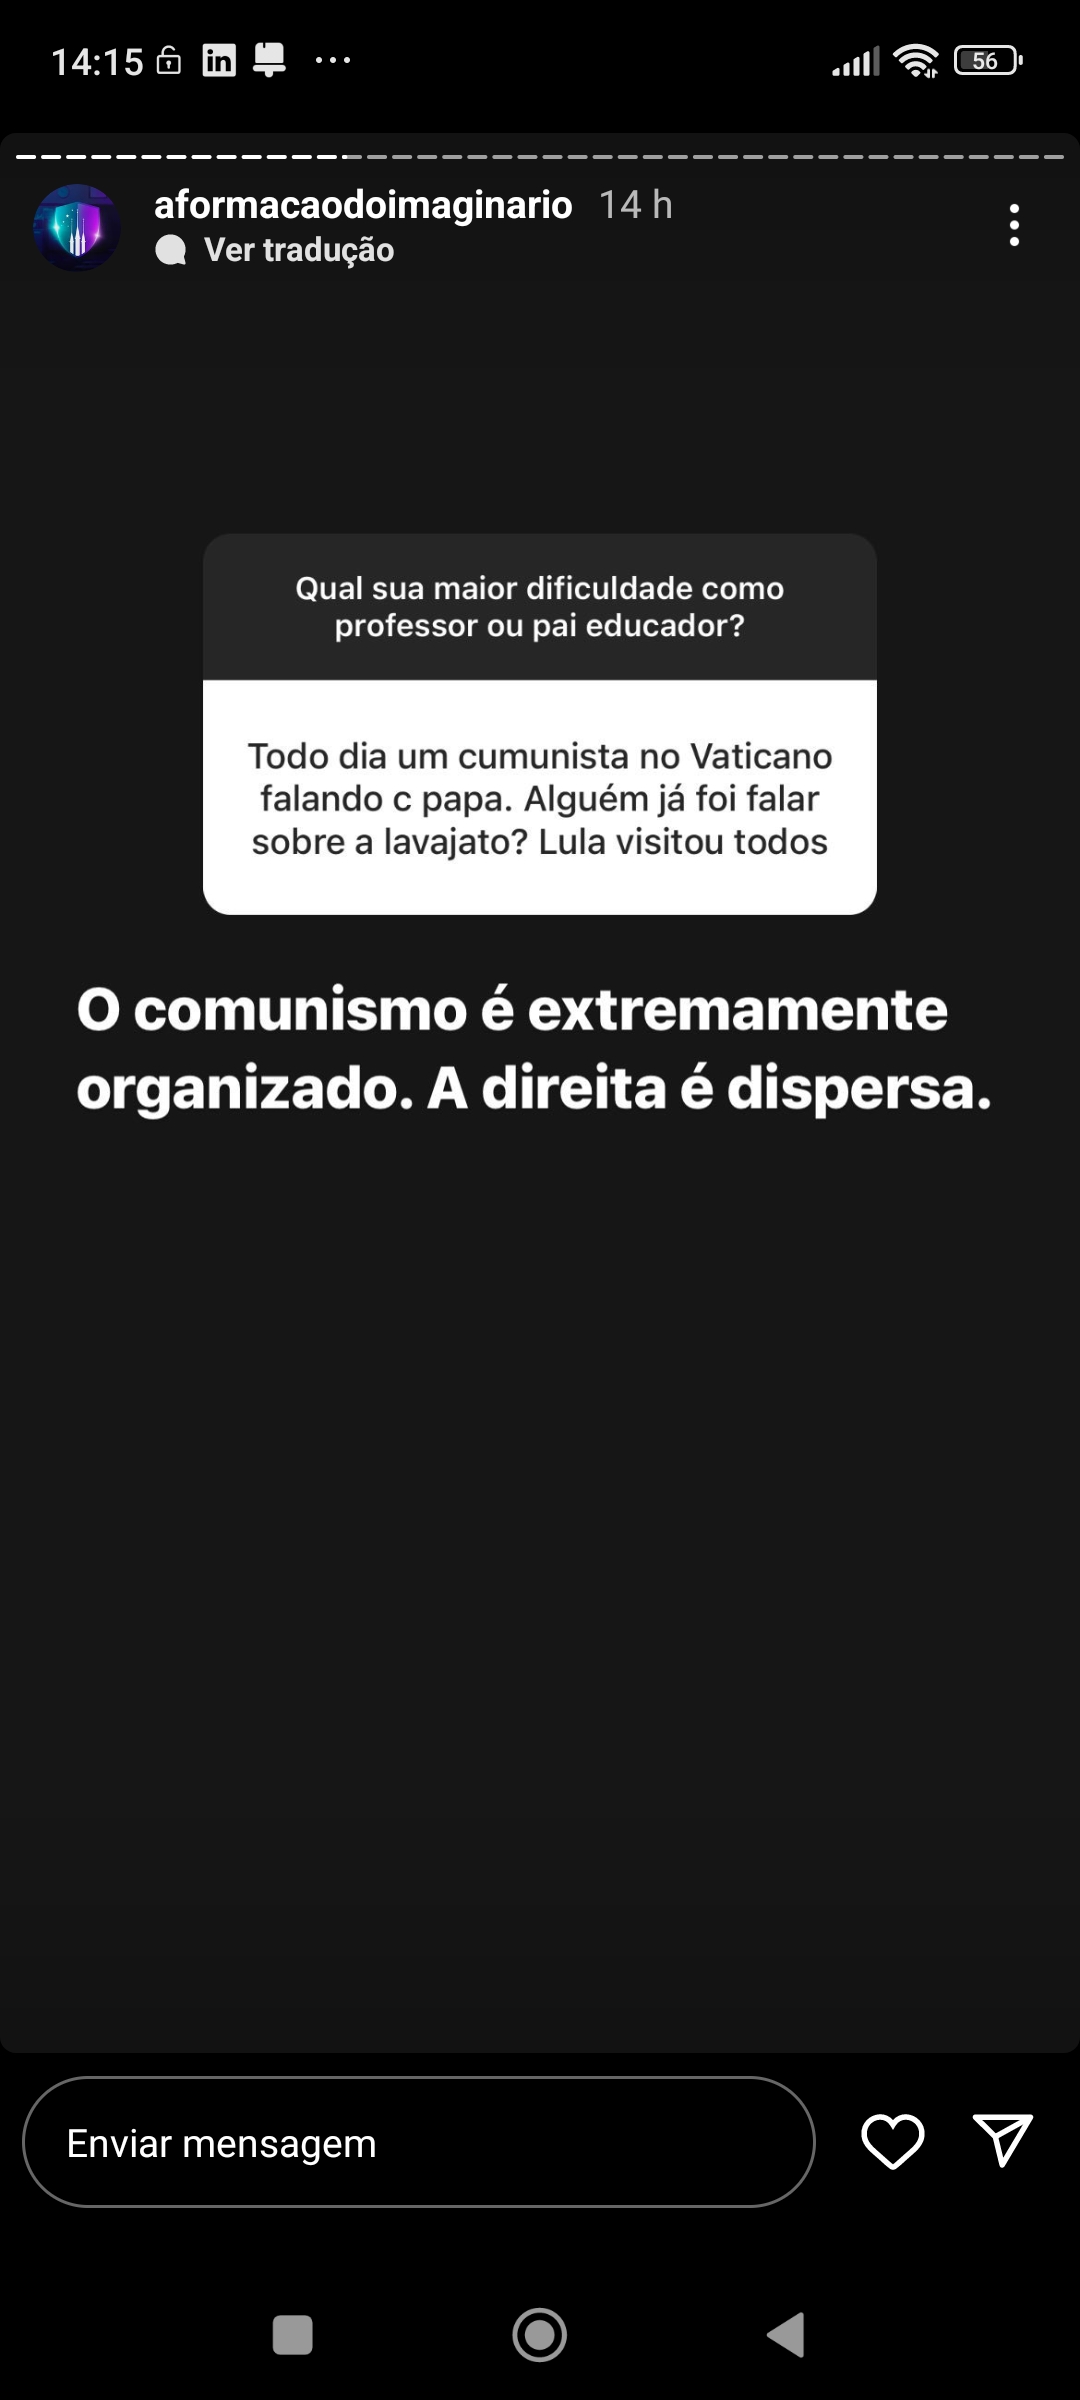 14:15
56
aformacaodoimaginario 14 h
Ver tradução
Qual sua maior dificuldade como
professor ou pai educador?
Todo dia um cumunista no Vaticano
falando c papa. Alguém já foi falar
sobre a lavajato? Lula visitou todos
O comunismo é extremamente
organizado. A direita é dispersa.
Enviar mensagem